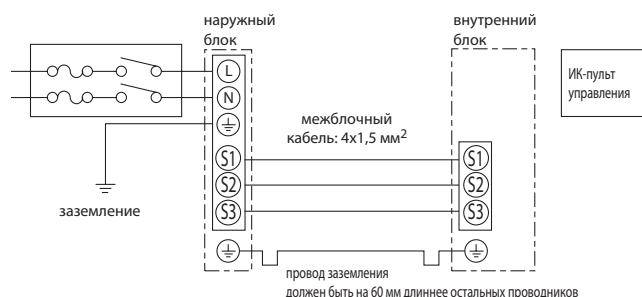 наружный
блок
внутренний
блок
L
N
ИК-пульт
управления
межблочный
кабель: 4x1,5 мм²
S1
S2
S3
S1
S2
S3
заземление
провод заземления
должен быть на 60 мм длиннее остальных проводников